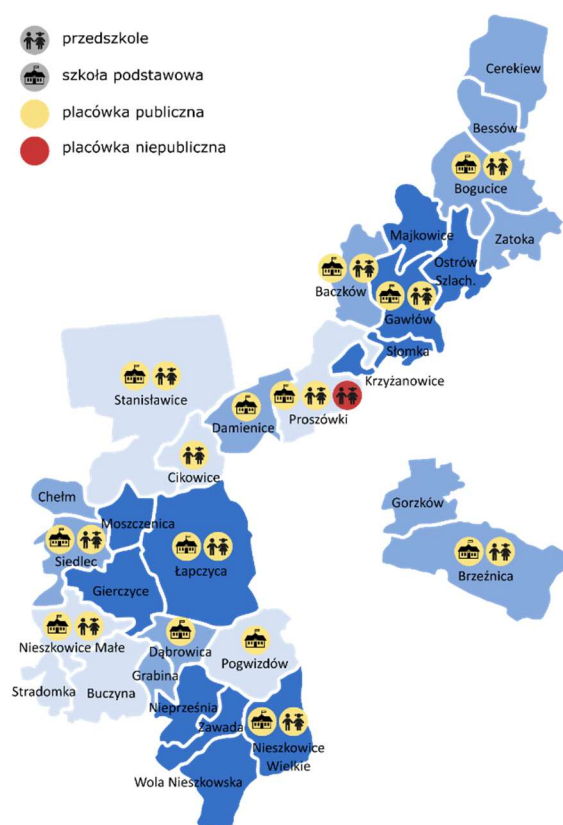 przedszkole
szkoła podstawowa
placówka publiczna
placówka niepubliczna
Cerekiew
Bessów
Bogucice
Zatoka
Majkowice
Ostrów
Szlach.
Baczków
Gawłów
Słomka
Krzyżanowice
Stanisławice
Damienice
Proszówki
Cikowice
Chełm
Moszczenica
Gorzków
Siedlec
Łapczyca
Brzeźnica
Gierczyce
Nieszkowice Małe
Dąbrowica
Pogwizdów
Stradomka
Buczyna
Grabina
Nieprześnia
Zawada
Nieszkowice
Wielkie
Wola Nieszkowska